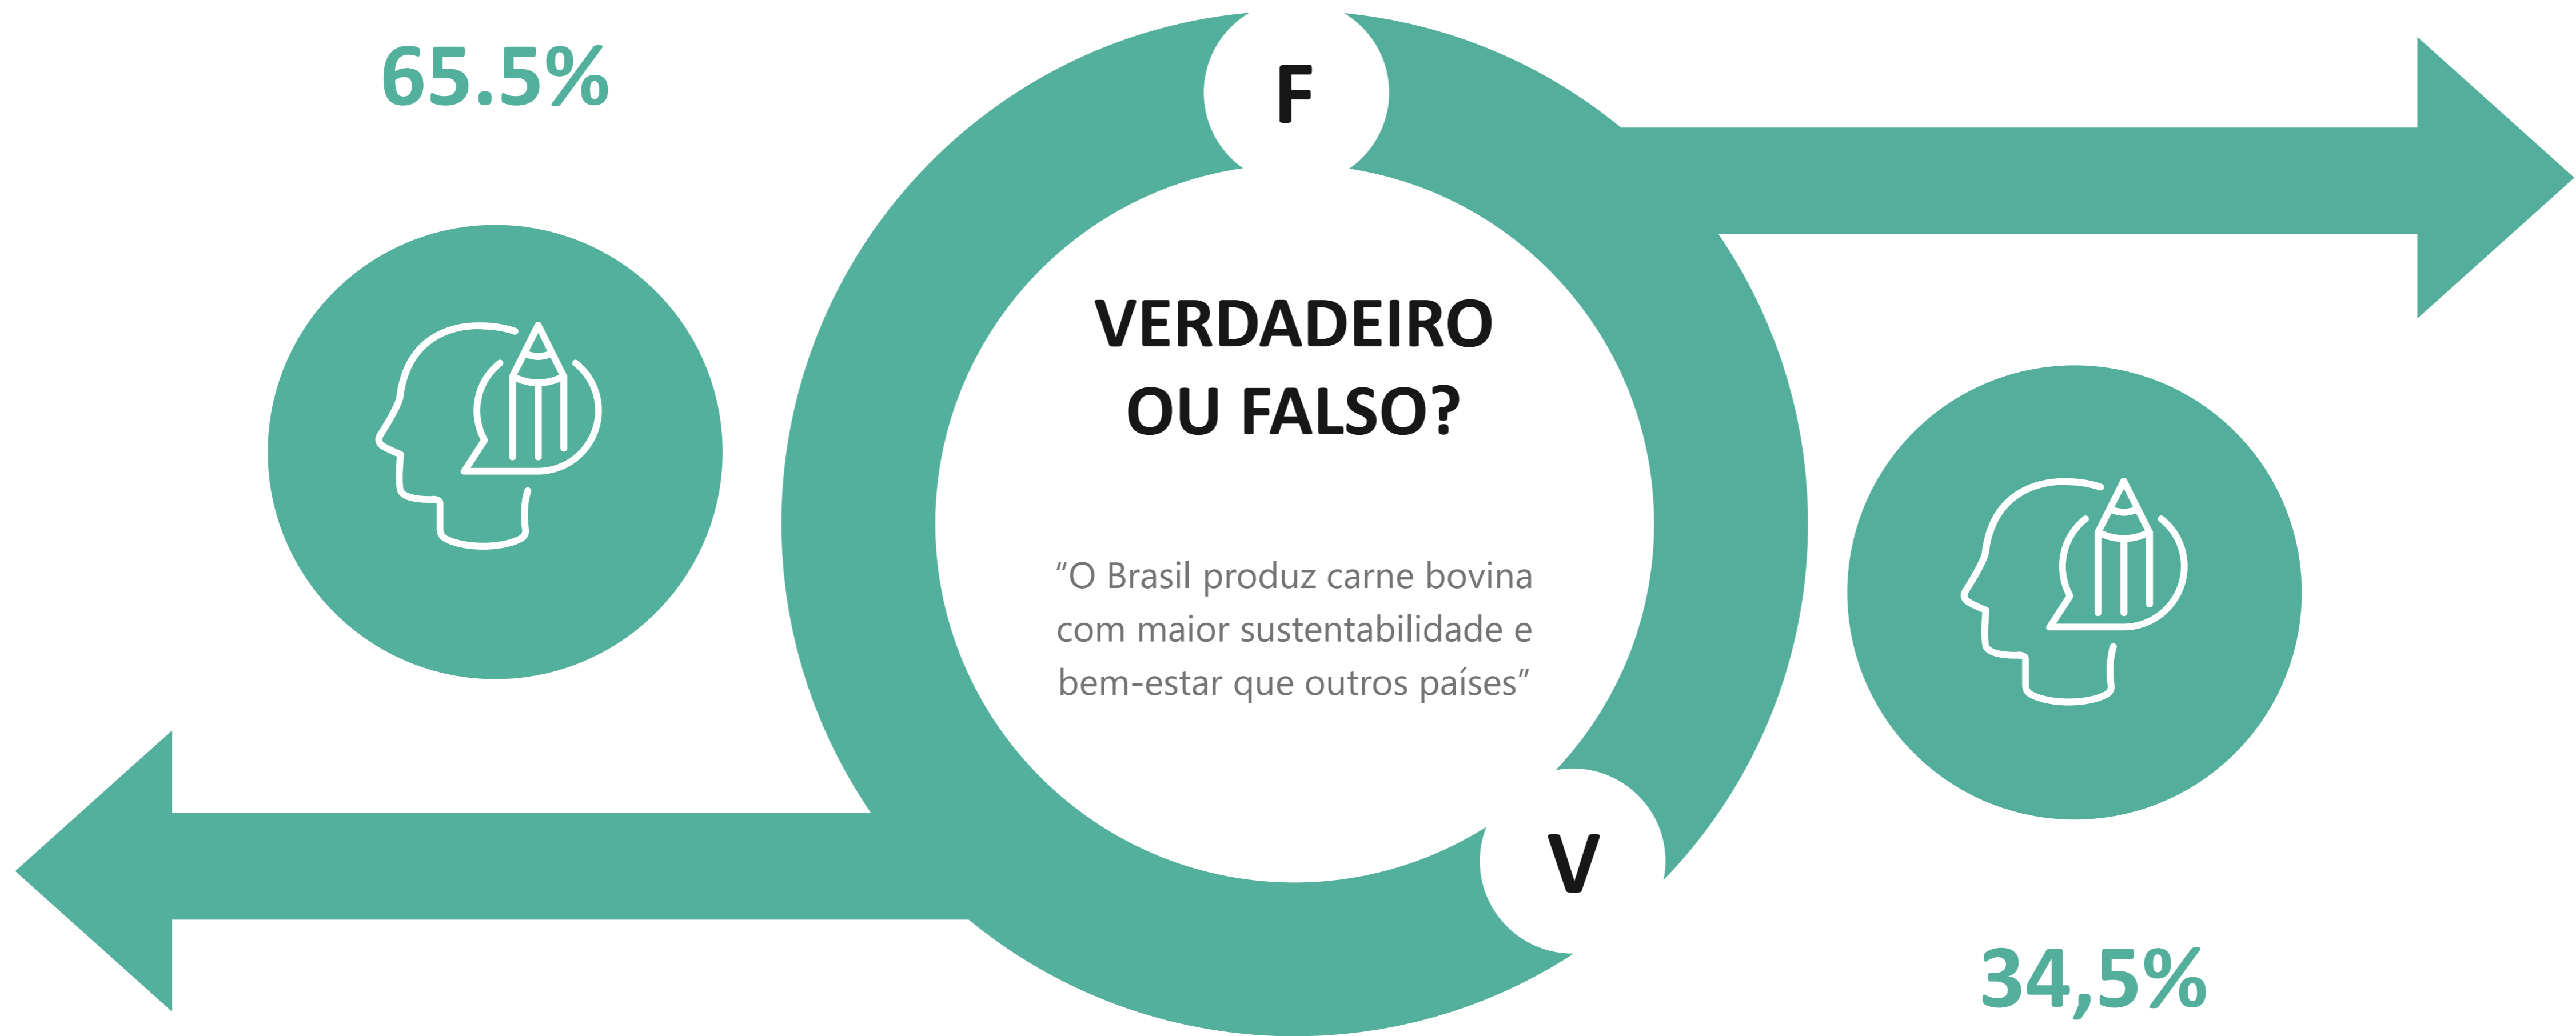 65.5%
F
VERDADEIRO
OU FALSO?
“O Brasil produz carne bovina
com maior sustentabilidade e
bem-estar que outros países”
V
34,5%